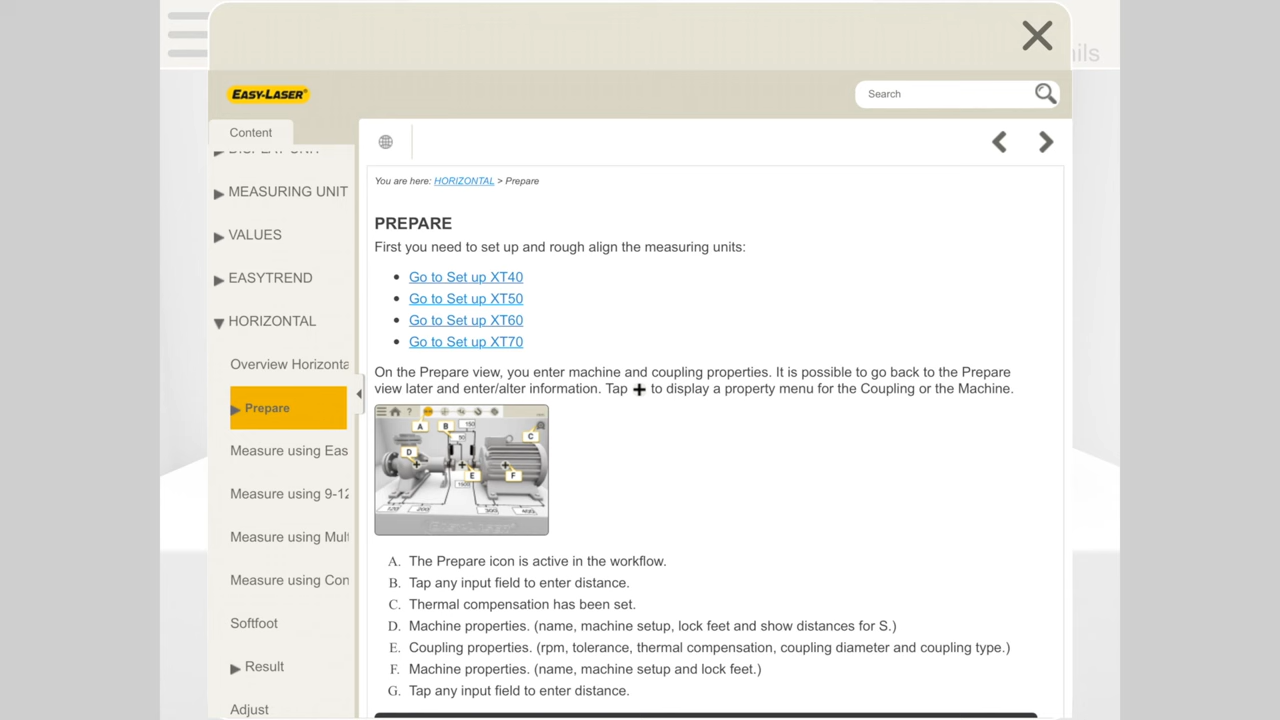 ils
EASY-LASER®
Search
Content
DISPLAY UNIT
MEASURING UNIT
VALUES
EASYTREND
HORIZONTAL
Overview Horizonta
Prepare
Measure using Eas
Measure using 9-12
Measure using Mul
Measure using Con
Softfoot
Result
Adjust
You are here: HORIZONTAL > Prepare
PREPARE
First you need to set up and rough align the measuring units:
• Go to Set up XT40
• Go to Set up XT50
• Go to Set up XT60
• Go to Set up XT70
On the Prepare view, you enter machine and coupling properties. It is possible to go back to the Prepare
view later and enter/alter information. Tap + to display a property menu for the Coupling or the Machine.
A B 150
C
50
D
E F
A. The Prepare icon is active in the workflow.
B. Tap any input field to enter distance.
C. Thermal compensation has been set.
D. Machine properties. (name, machine setup, lock feet and show distances for S.)
E. Coupling properties. (rpm, tolerance, thermal compensation, coupling diameter and coupling type.)
F. Machine properties. (name, machine setup and lock feet.)
G. Tap any input field to enter distance.